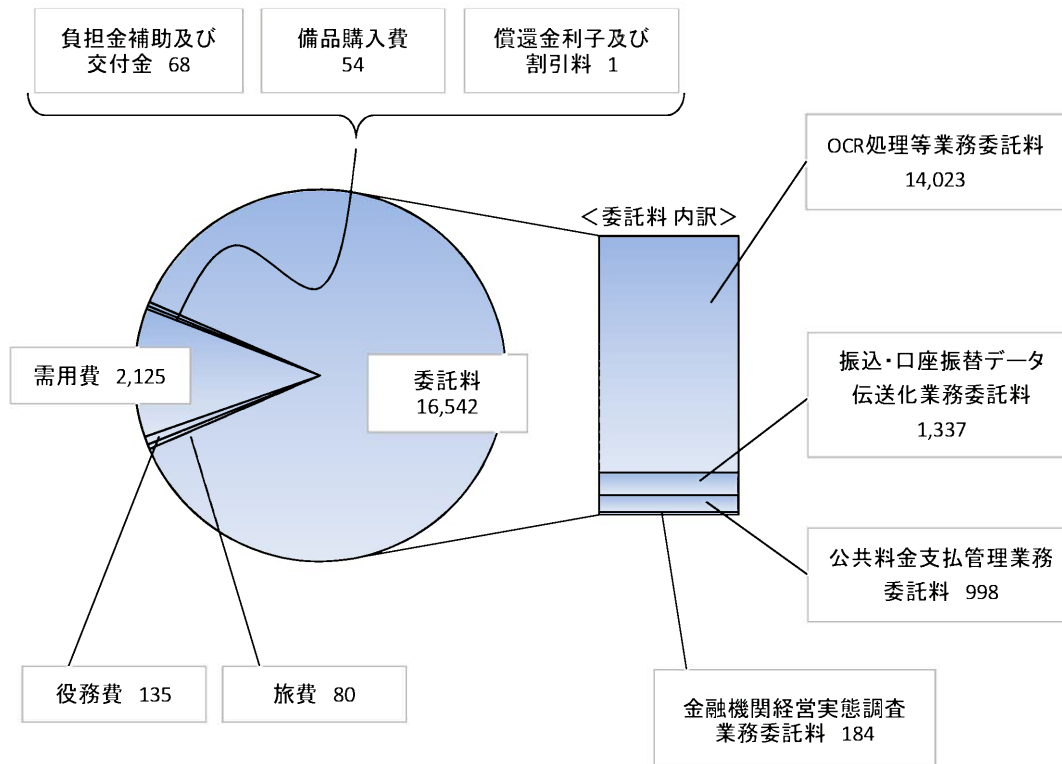 負担金補助及び
交付金 68
備品購入費
54
償還金利子及び
割引料 1
OCR処理等業務委託料
14,023
＜委託料 内訳＞
振込・口座振替データ
伝送化業務委託料
1,337
需用費 2,125
委託料
16,542
公共料金支払管理業務
委託料 998
役務費 135
旅費 80
金融機関経営実態調査
業務委託料 184